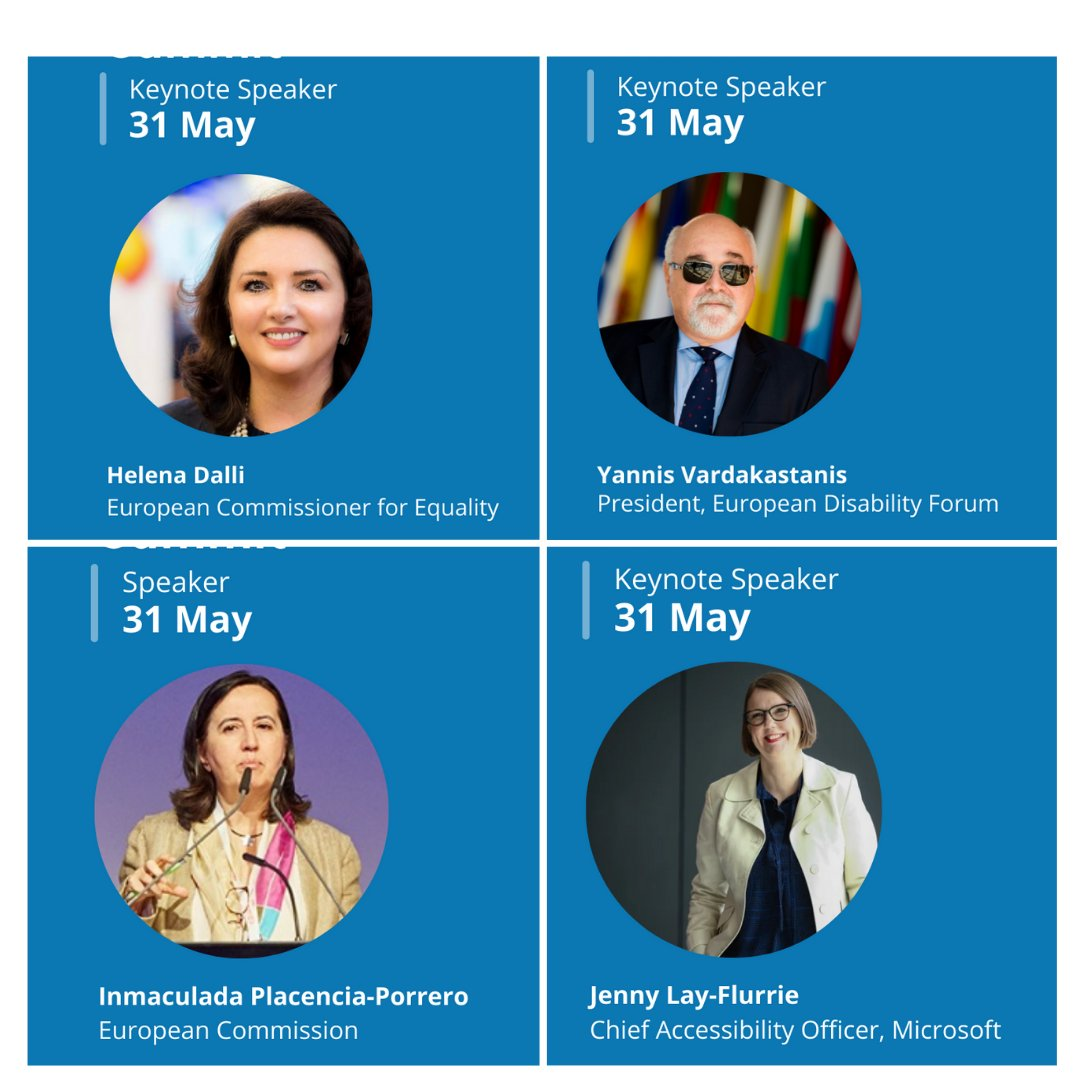 Keynote Speaker
31 May
Helena Dalli
European Commissioner for Equality
Keynote Speaker
31 May
Yannis Vardakastanis
President, European Disability Forum
Speaker
31 May
Inmaculada Placencia-Porrero
European Commission
Keynote Speaker
31 May
Jenny Lay-Flurrie
Chief Accessibility Officer, Microsoft